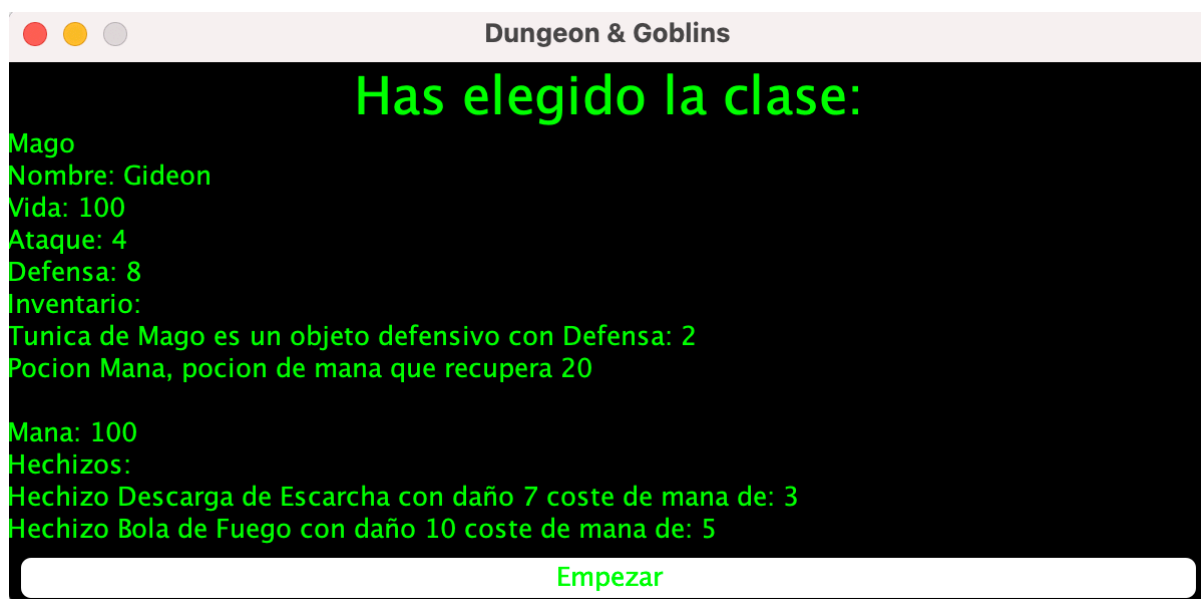 Dungeon & Goblins
Has elegido la clase:
Mago
Nombre: Gideon
Vida: 100
Ataque: 4
Defensa: 8
Inventario:
Tunica de Mago es un objeto defensivo con Defensa: 2
Pocion Mana, pocion de mana que recupera 20
Mana: 100
Hechizos:
Hechizo Descarga de Escarcha con daño 7 coste de mana de: 3
Hechizo Bola de Fuego con daño 10 coste de mana de: 5
Empezar